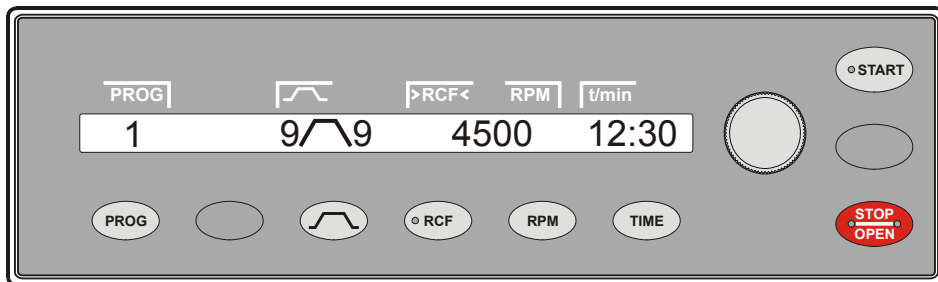 START
PROG >RCF< RPM t/min
1 9 9 4500 12:30
PROG RCF RPM TIME
STOP
OPEN